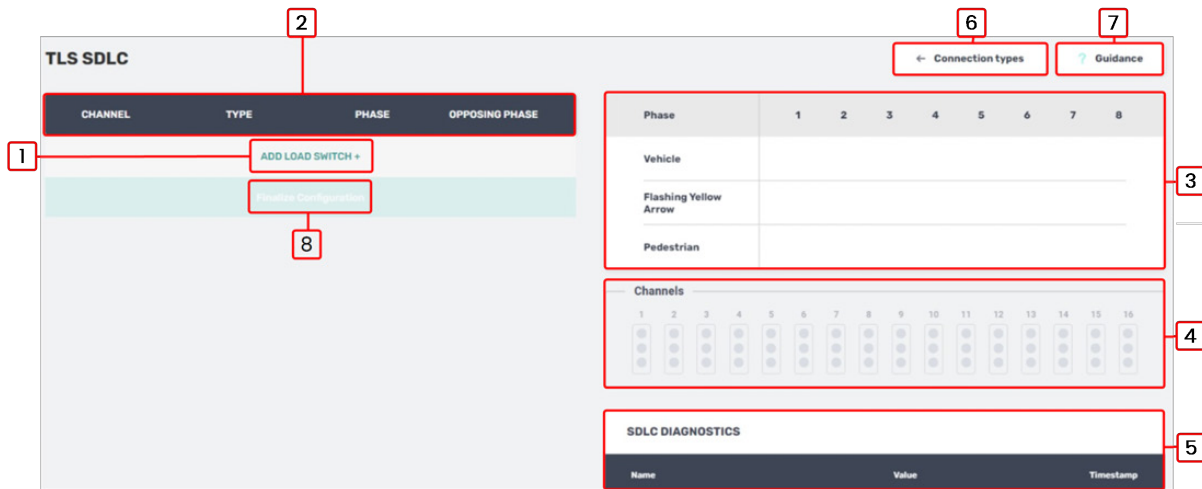 2
6
7
TLS SDLC
← Connection types
? Guidance
CHANNEL TYPE PHASE OPPOSING PHASE
Phase 1 2 3 4 5 6 7 8
1
ADD LOAD SWITCH +
Vehicle
3
Finalize Configuration
Flashing Yellow
Arrow
8
Pedestrian
Channels
1 2 3 4 5 6 7 8 9 10 11 12 13 14 15 16
4
SDLC DIAGNOSTICS
5
Name Value Timestamp